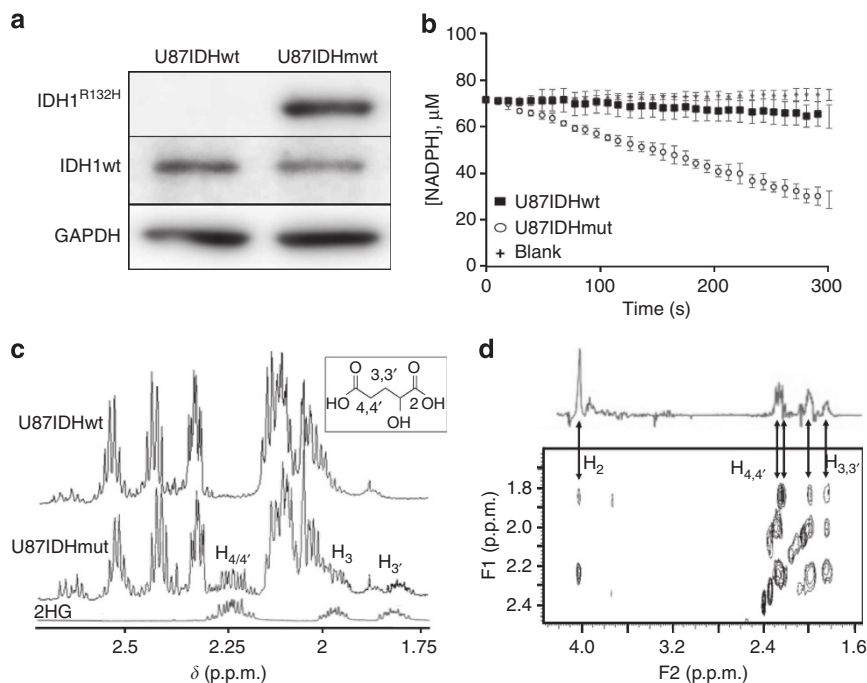 a
U87IDHwt U87IDHmwt
IDH1R132H
IDH1wt
GAPDH
b
100
80
60
40
20
0
[NADPH], μM
U87IDHwt
U87IDHmut
Blank
0 100 200 300
Time (s)
c
O 3,3′ O
HO 4,4′ 2 OH
OH
U87IDHwt
U87IDHmut
H4/4′ H3 H3′
2HG
2.5 2.25 2 1.75
δ (p.p.m.)
d
H2 H4,4′ H3,3′
1.8
2.0
2.2
2.4
F1 (p.p.m.)
4.0 3.2 2.4 1.6
F2 (p.p.m.)